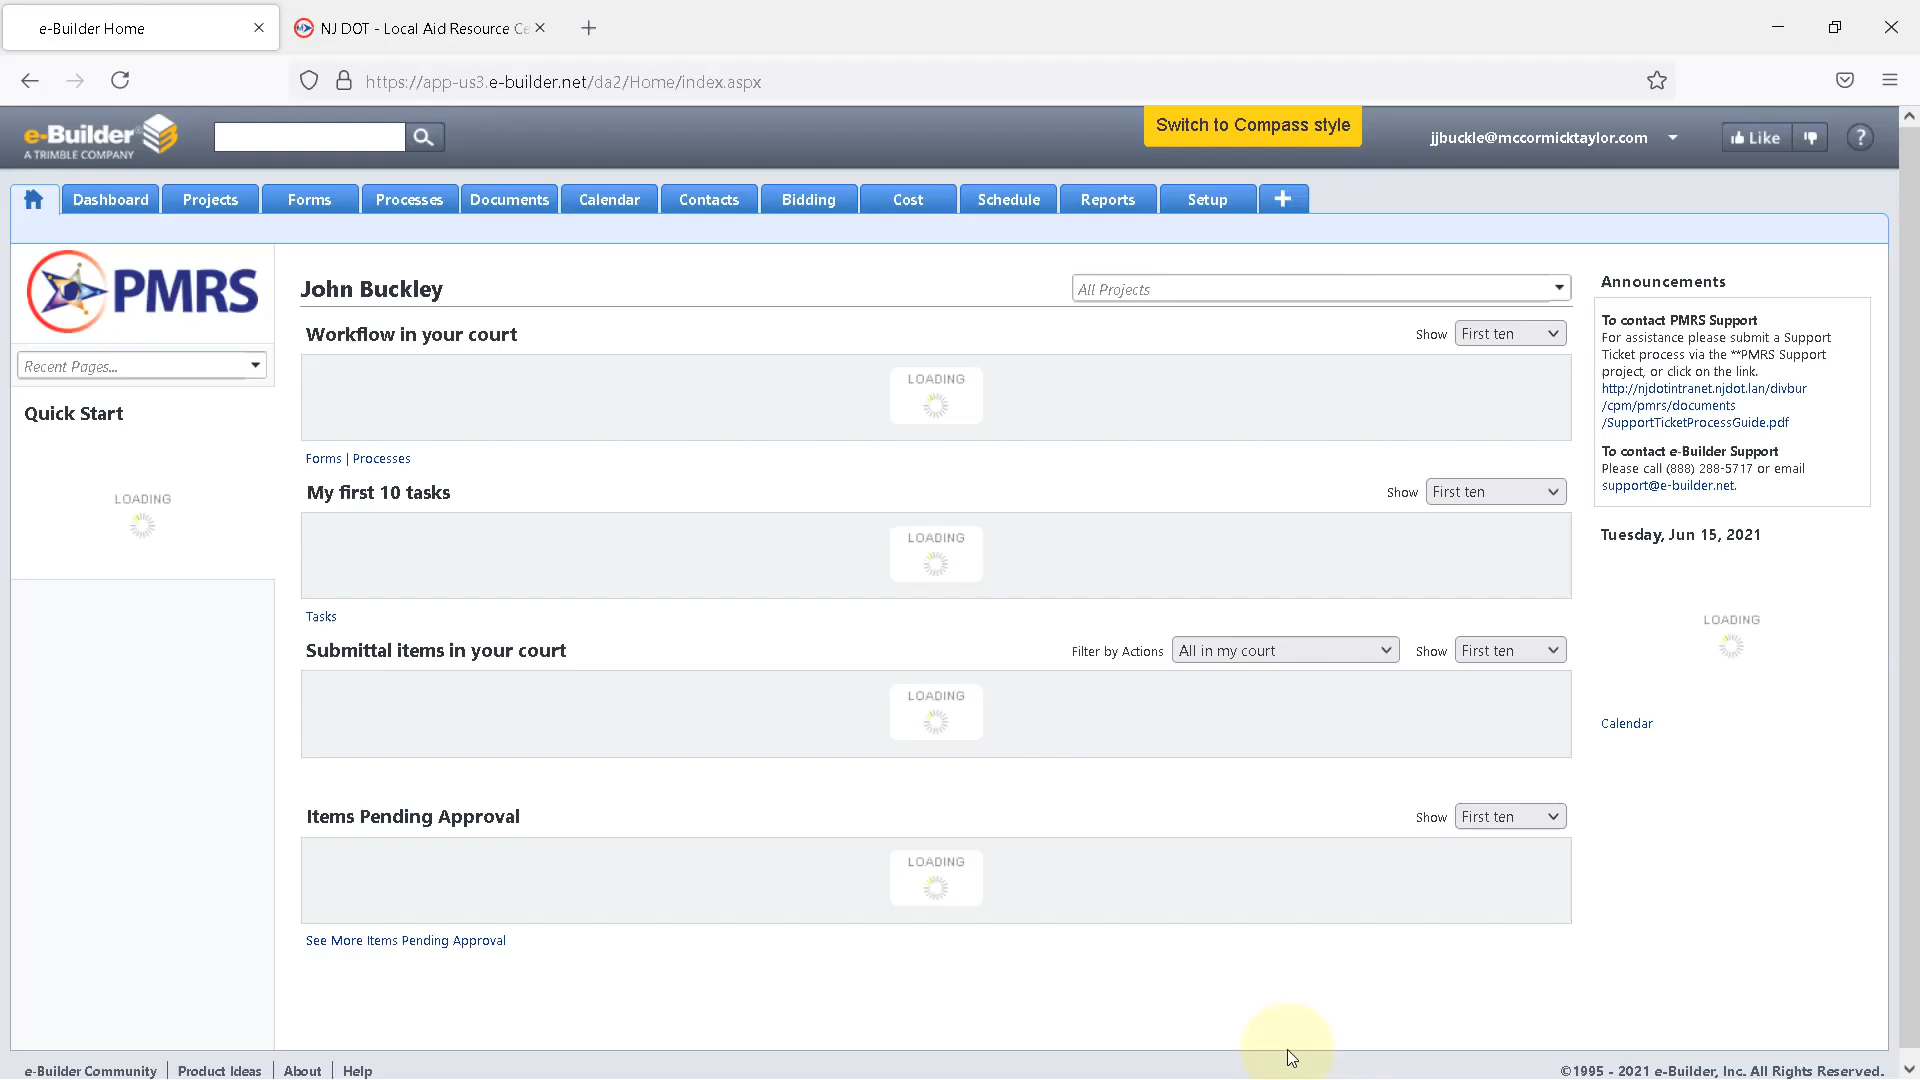 e-Builder Home
NJ DOT - Local Aid Resource Ce
https://app-us3.e-builder.net/da2/Home/index.aspx
e-Builder
A TRIMBLE COMPANY
Switch to Compass style
jjbuckle@mccormicktaylor.com
Like
?
Dashboard
Projects
Forms
Processes
Documents
Calendar
Contacts
Bidding
Cost
Schedule
Reports
Setup
PMRS
Recent Pages...
Quick Start
LOADING
John Buckley
All Projects
Workflow in your court
Show
First ten
LOADING
Forms | Processes
My first 10 tasks
Show
First ten
LOADING
Tasks
Submittal items in your court
Filter by Actions
All in my court
Show
First ten
LOADING
Items Pending Approval
Show
First ten
LOADING
See More Items Pending Approval
Announcements
To contact PMRS Support
For assistance please submit a Support
Ticket process via the **PMRS Support
project, or click on the link.
http://njdotintranet.njdot.lan/divbur
/cpm/pmrs/documents
/SupportTicketProcessGuide.pdf
To contact e-Builder Support
Please call (888) 288-5717 or email
support@e-builder.net.
Tuesday, Jun 15, 2021
LOADING
Calendar
e-Builder Community
Product Ideas
About
Help
©1995 - 2021 e-Builder, Inc. All Rights Reserved.